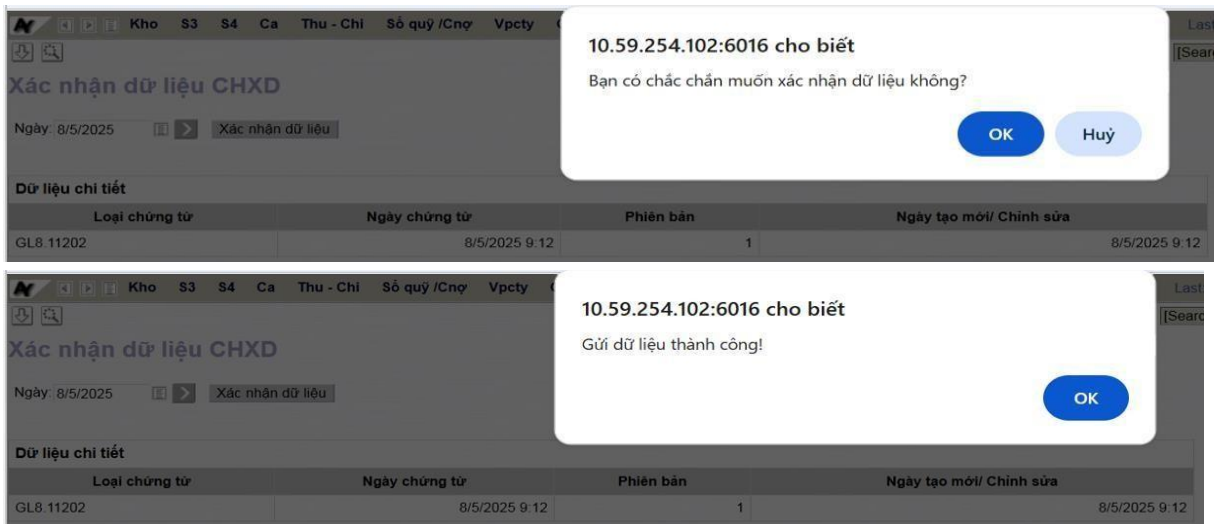 Kho S3 S4 Ca Thu - Chi Sổ quỹ /Cnợ Vpcty
Last
[Sear
Xác nhận dữ liệu CHXD
Ngày: 8/5/2025 Xác nhận dữ liệu
10.59.254.102:6016 cho biết
Bạn có chắc chắn muốn xác nhận dữ liệu không?
OK Huỷ
Dữ liệu chi tiết
Loại chứng từ Ngày chứng từ Phiên bản Ngày tạo mới/ Chỉnh sửa
GL8.11202 8/5/2025 9:12 1 8/5/2025 9:12
Kho S3 S4 Ca Thu - Chi Sổ quỹ /Cnợ Vpcty
Last
[Searc
Xác nhận dữ liệu CHXD
Ngày: 8/5/2025 Xác nhận dữ liệu
10.59.254.102:6016 cho biết
Gửi dữ liệu thành công!
OK
Dữ liệu chi tiết
Loại chứng từ Ngày chứng từ Phiên bản Ngày tạo mới/ Chỉnh sửa
GL8.11202 8/5/2025 9:12 1 8/5/2025 9:12